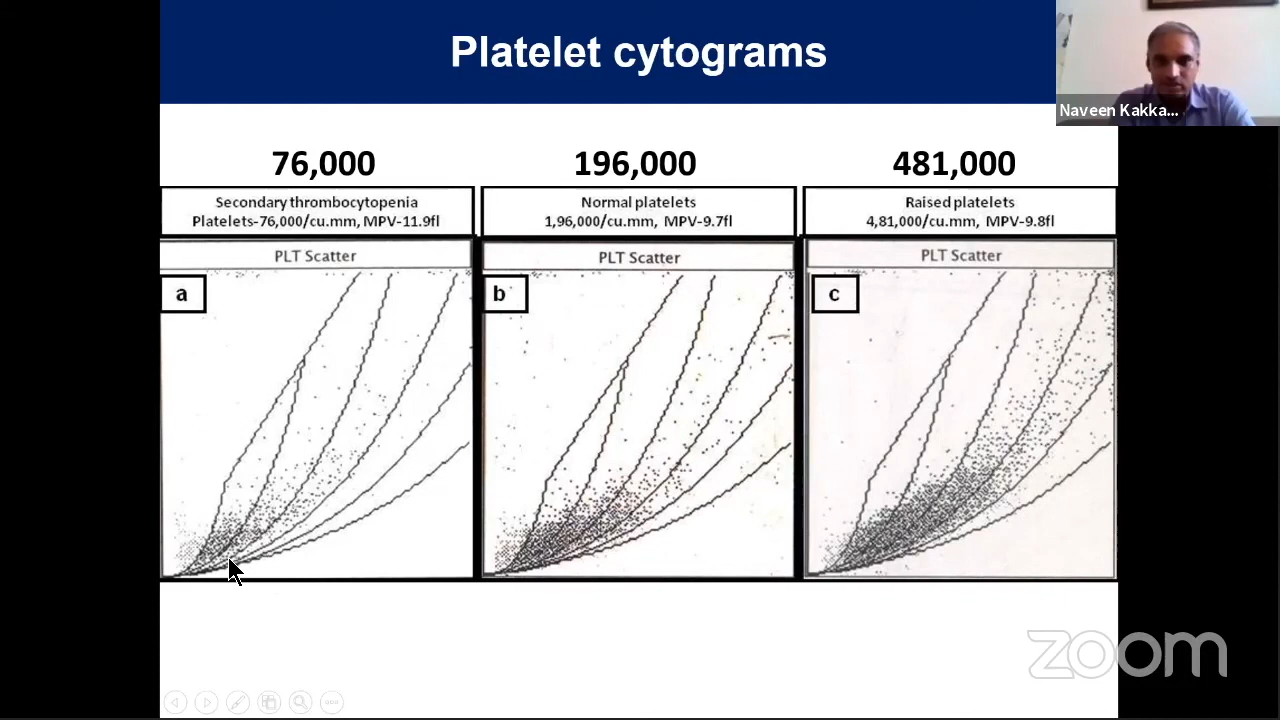 Platelet cytograms
Naveen Kakka...
76,000
196,000
481,000
Secondary thrombocytopenia
Platelets-76,000/cu.mm, MPV-11.9fl
Normal platelets
1,96,000/cu.mm, MPV-9.7fl
Raised platelets
4,81,000/cu.mm, MPV-9.8fl
PLT Scatter
PLT Scatter
PLT Scatter
a
b
c
zoom